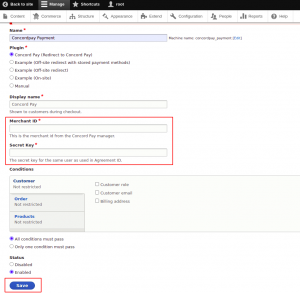 Back to site Manage Shortcuts root
Content Commerce Structure Appearance Extend Configuration People Reports Help
Name *
Concordpay Payment
Machine name: concordpay_payment [Edit]
Plugin *
Concord Pay (Redirect to Concord Pay)
Example (Off-site redirect with stored payment methods)
Example (Off-site redirect)
Example (On-site)
Manual
Display name *
Concord Pay
Shown to customers during checkout.
Merchant ID *
This is the merchant id from the Concord Pay manager.
Secret Key *
The secret key for the same user as used in Agreement ID.
Conditions
Customer
Not restricted
Order
Not restricted
Products
Not restricted
Customer role
Customer email
Billing address
All conditions must pass
Only one condition must pass
Status
Disabled
Enabled
Save